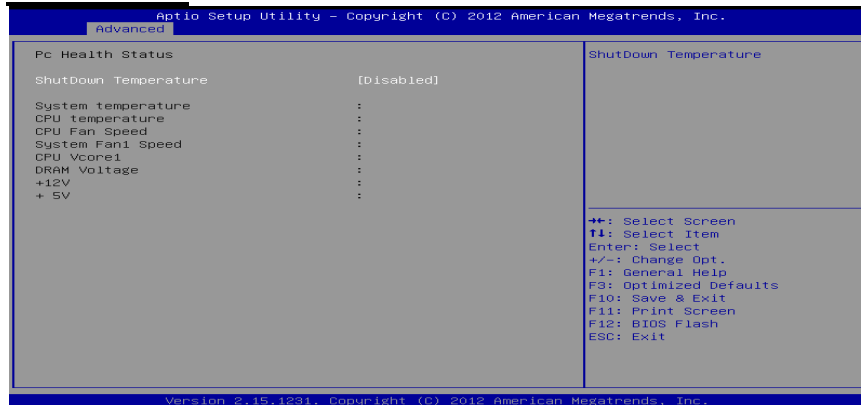 Aptio Setup Utility – Copyright (C) 2012 American Megatrends, Inc.
Advanced
Pc Health Status
ShutDown Temperature [Disabled]
System temperature :
CPU temperature :
CPU Fan Speed :
System Fan1 Speed :
CPU Vcore1 :
DRAM Voltage :
+12V :
+ 5V :
ShutDown Temperature
→←: Select Screen
↑↓: Select Item
Enter: Select
+/-: Change Opt.
F1: General Help
F3: Optimized Defaults
F10: Save & Exit
F11: Print Screen
F12: BIOS Flash
ESC: Exit
Version 2.15.1231. Copyright (C) 2012 American Megatrends, Inc.